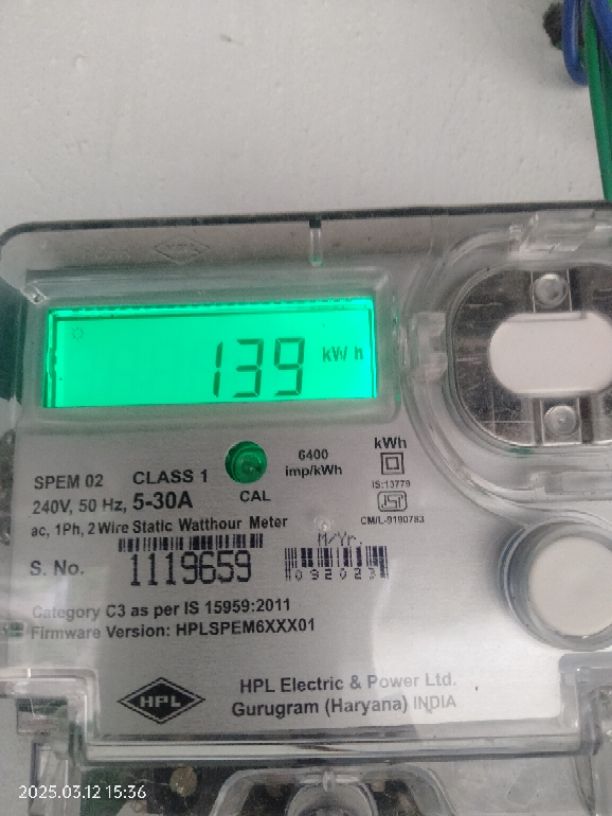 139 kWh
6400
imp/kWh
kWh
IS:13779
CM/L-9190783
SPEM 02 CLASS 1
CAL
240V, 50 Hz, 5-30A
ac, 1Ph, 2 Wire Static Watthour Meter
M/Yr.
S. No. 1119659
092023
Category C3 as per IS 15959:2011
Firmware Version: HPLSPEM6XXX01
HPL
HPL Electric & Power Ltd.
Gurugram (Haryana) INDIA
2025.03.12 15:36